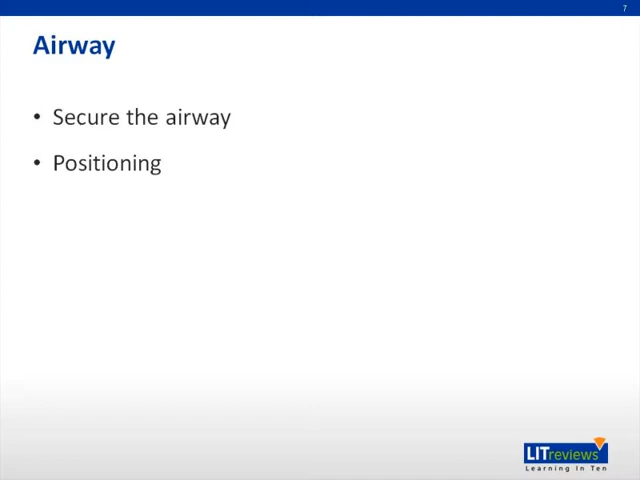 7
Airway
• Secure the airway
• Positioning
LITreviews
Learning In Ten